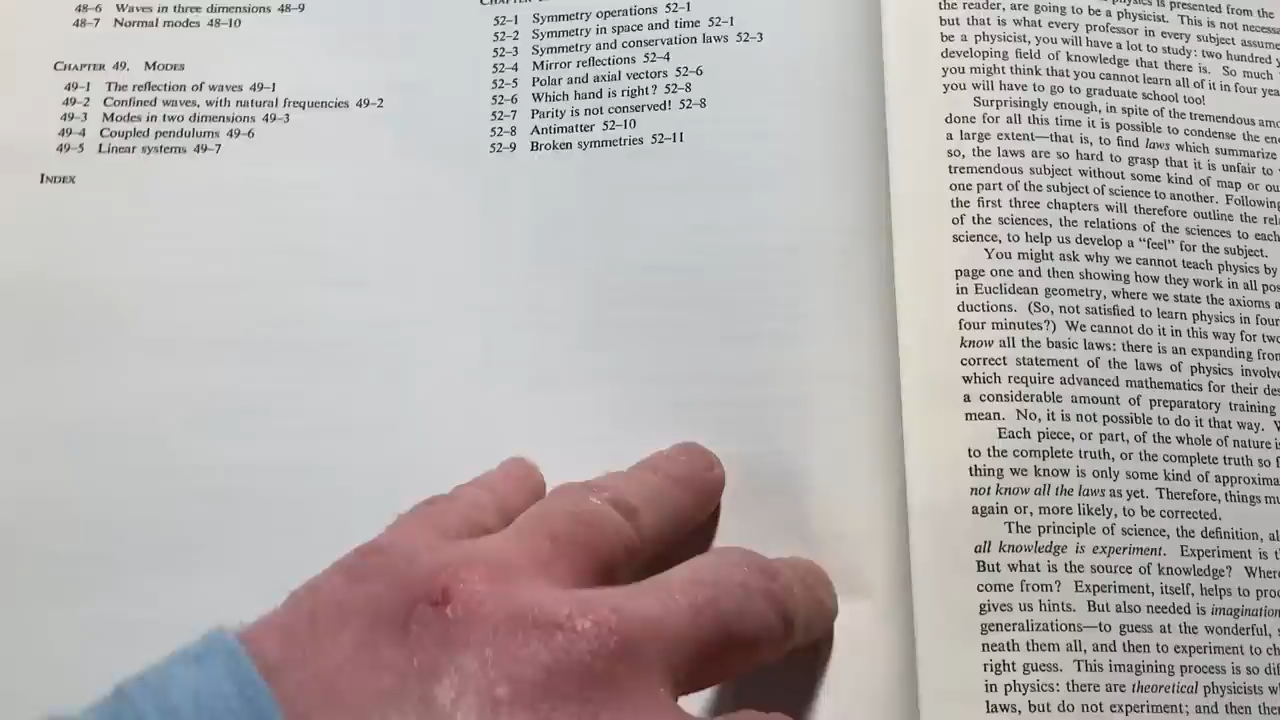 48–6 Waves in three dimensions 48–9
48–7 Normal modes 48–10
CHAPTER 49. MODES
49–1 The reflection of waves 49–1
49–2 Confined waves, with natural frequencies 49–2
49–3 Modes in two dimensions 49–3
49–4 Coupled pendulums 49–6
49–5 Linear systems 49–7
INDEX
52–1 Symmetry operations 52–1
52–2 Symmetry in space and time 52–1
52–3 Symmetry and conservation laws 52–3
52–4 Mirror reflections 52–4
52–5 Polar and axial vectors 52–6
52–6 Which hand is right? 52–8
52–7 Parity is not conserved! 52–8
52–8 Antimatter 52–10
52–9 Broken symmetries 52–11
is presented from the
the reader, are going to be a physicist. This is not
but that is what every professor in every subject
be a physicist, you will have a lot to study: two hundred
developing field of knowledge that there is. So much
you might think that you cannot learn all of it in four
you will have to go to graduate school too!
Surprisingly enough, in spite of the tremendous
done for all this time it is possible to condense the
a large extent—that is, to find laws which summarize
so, the laws are so hard to grasp that it is unfair to
tremendous subject without some kind of map or
one part of the subject of science to another. Following
the first three chapters will therefore outline the
of the sciences, the relations of the sciences to each
science, to help us develop a “feel” for the subject.
You might ask why we cannot teach physics by
page one and then showing how they work in all
in Euclidean geometry, where we state the axioms
ductions. (So, not satisfied to learn physics in four
four minutes?) We cannot do it in this way for
know all the basic laws: there is an expanding
correct statement of the laws of physics
which require advanced mathematics for their
a considerable amount of preparatory training
mean. No, it is not possible to do it that way.
Each piece, or part, of the whole of nature
to the complete truth, or the complete truth so
thing we know is only some kind of
not know all the laws as yet. Therefore, things
again or, more likely, to be corrected.
The principle of science, the definition,
all knowledge is experiment. Experiment is
But what is the source of knowledge?
come from? Experiment, itself, helps to
gives us hints. But also needed is imagination
generalizations—to guess at the wonderful,
neath them all, and then to experiment to
right guess. This imagining process is so
in physics: there are theoretical physicists
laws, but do not experiment; and then